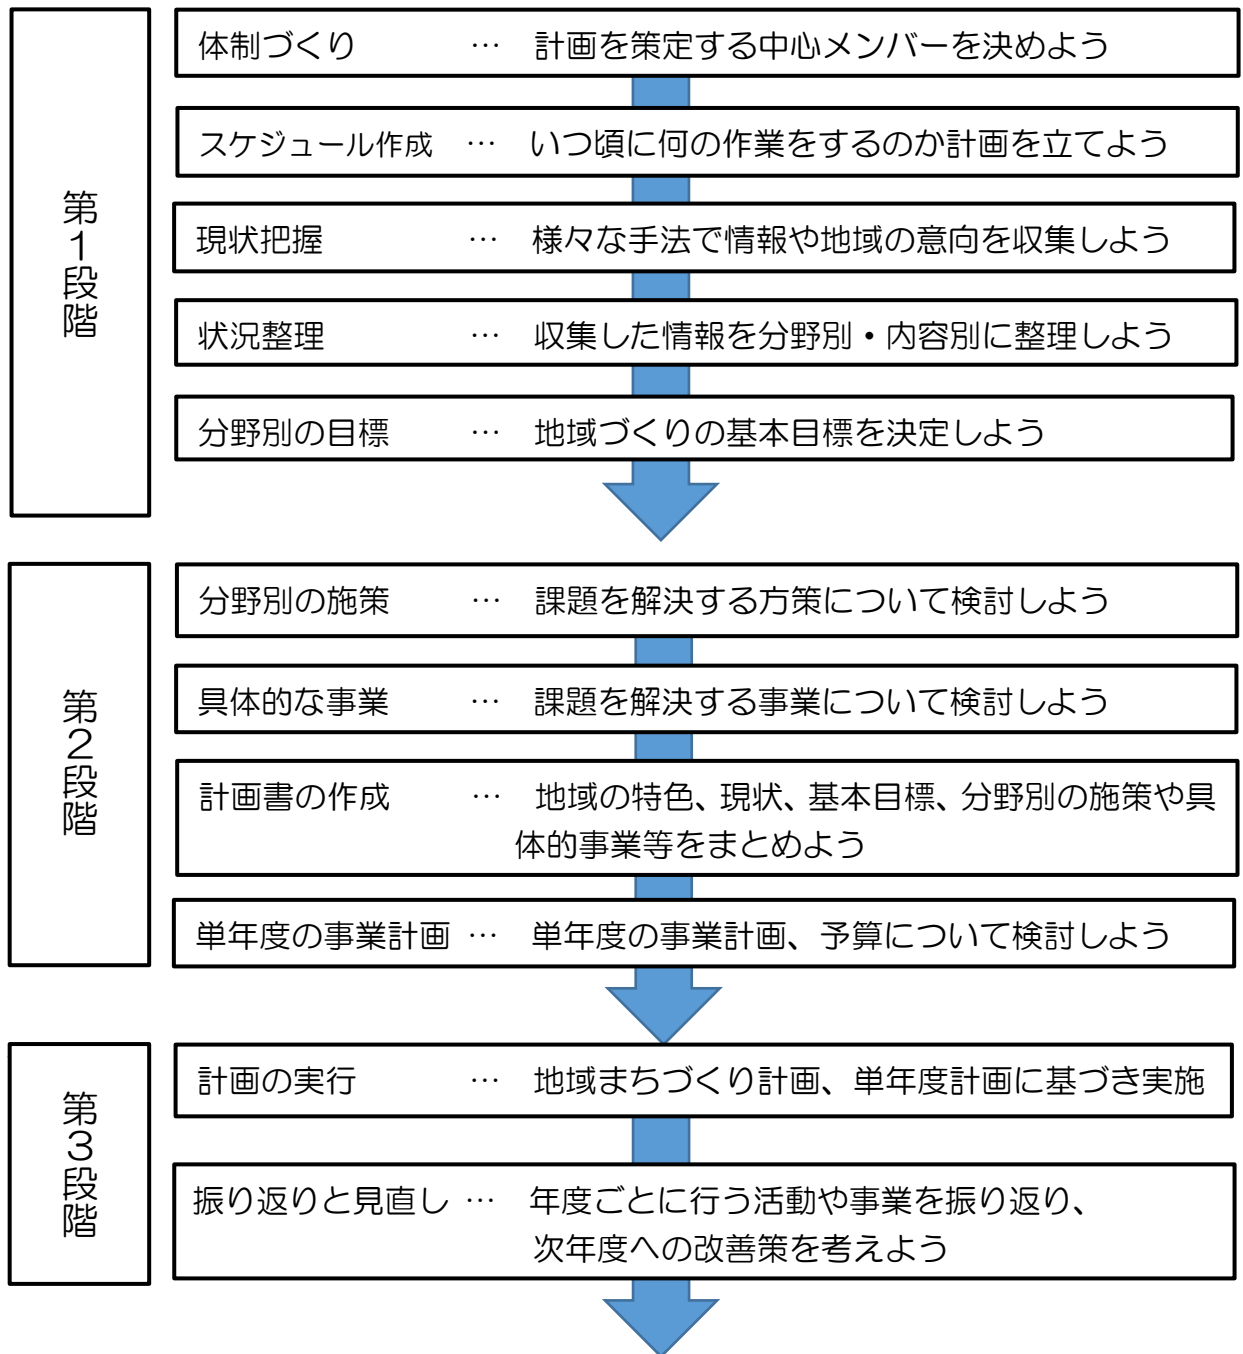 第1段階
体制づくり … 計画を策定する中心メンバーを決めよう
スケジュール作成 … いつ頃に何の作業をするのか計画を立てよう
現状把握 … 様々な手法で情報や地域の意向を収集しよう
状況整理 … 収集した情報を分野別・内容別に整理しよう
分野別の目標 … 地域づくりの基本目標を決定しよう
第2段階
分野別の施策 … 課題を解決する方策について検討しよう
具体的な事業 … 課題を解決する事業について検討しよう
計画書の作成 … 地域の特色、現状、基本目標、分野別の施策や具
体的事業等をまとめよう
単年度の事業計画 … 単年度の事業計画、予算について検討しよう
第3段階
計画の実行 … 地域まちづくり計画、単年度計画に基づき実施
振り返りと見直し … 年度ごとに行う活動や事業を振り返り、
次年度への改善策を考えよう